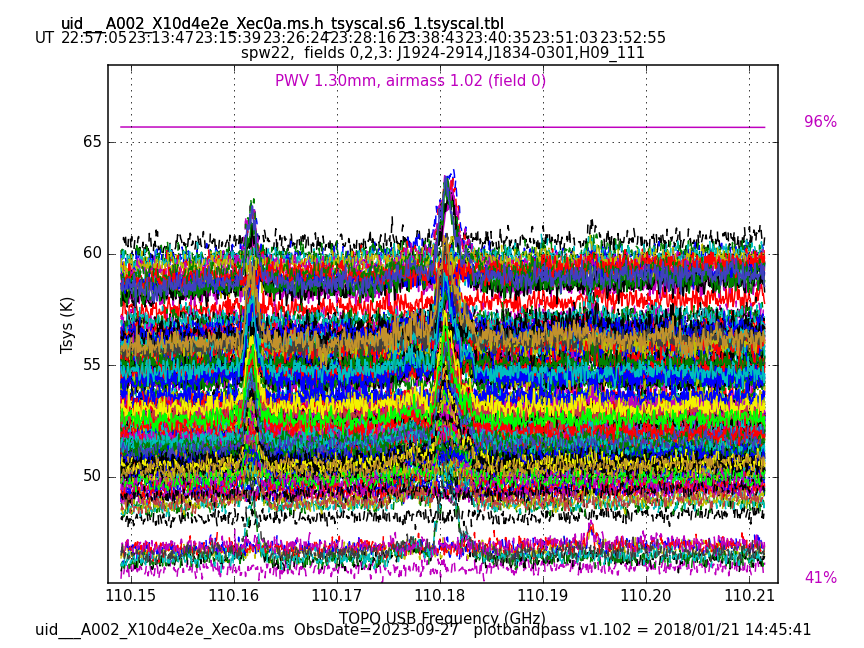 uid___A002_X10d4e2e_Xec0a.ms.h_tsyscal.s6_1.tsyscal.tbl
UT 22:57:05 23:13:47 23:15:39 23:26:24 23:28:16 23:38:43 23:40:35 23:51:03 23:52:55
spw22, fields 0,2,3: J1924-2914,J1834-0301,H09_111
PWV 1.30mm, airmass 1.02 (field 0)
96%
65
60
55
50
Tsys (K)
41%
110.15 110.16 110.17 110.18 110.19 110.20 110.21
TOPO USB Frequency (GHz)
uid___A002_X10d4e2e_Xec0a.ms ObsDate=2023-09-27 plotbandpass v1.102 = 2018/01/21 14:45:41